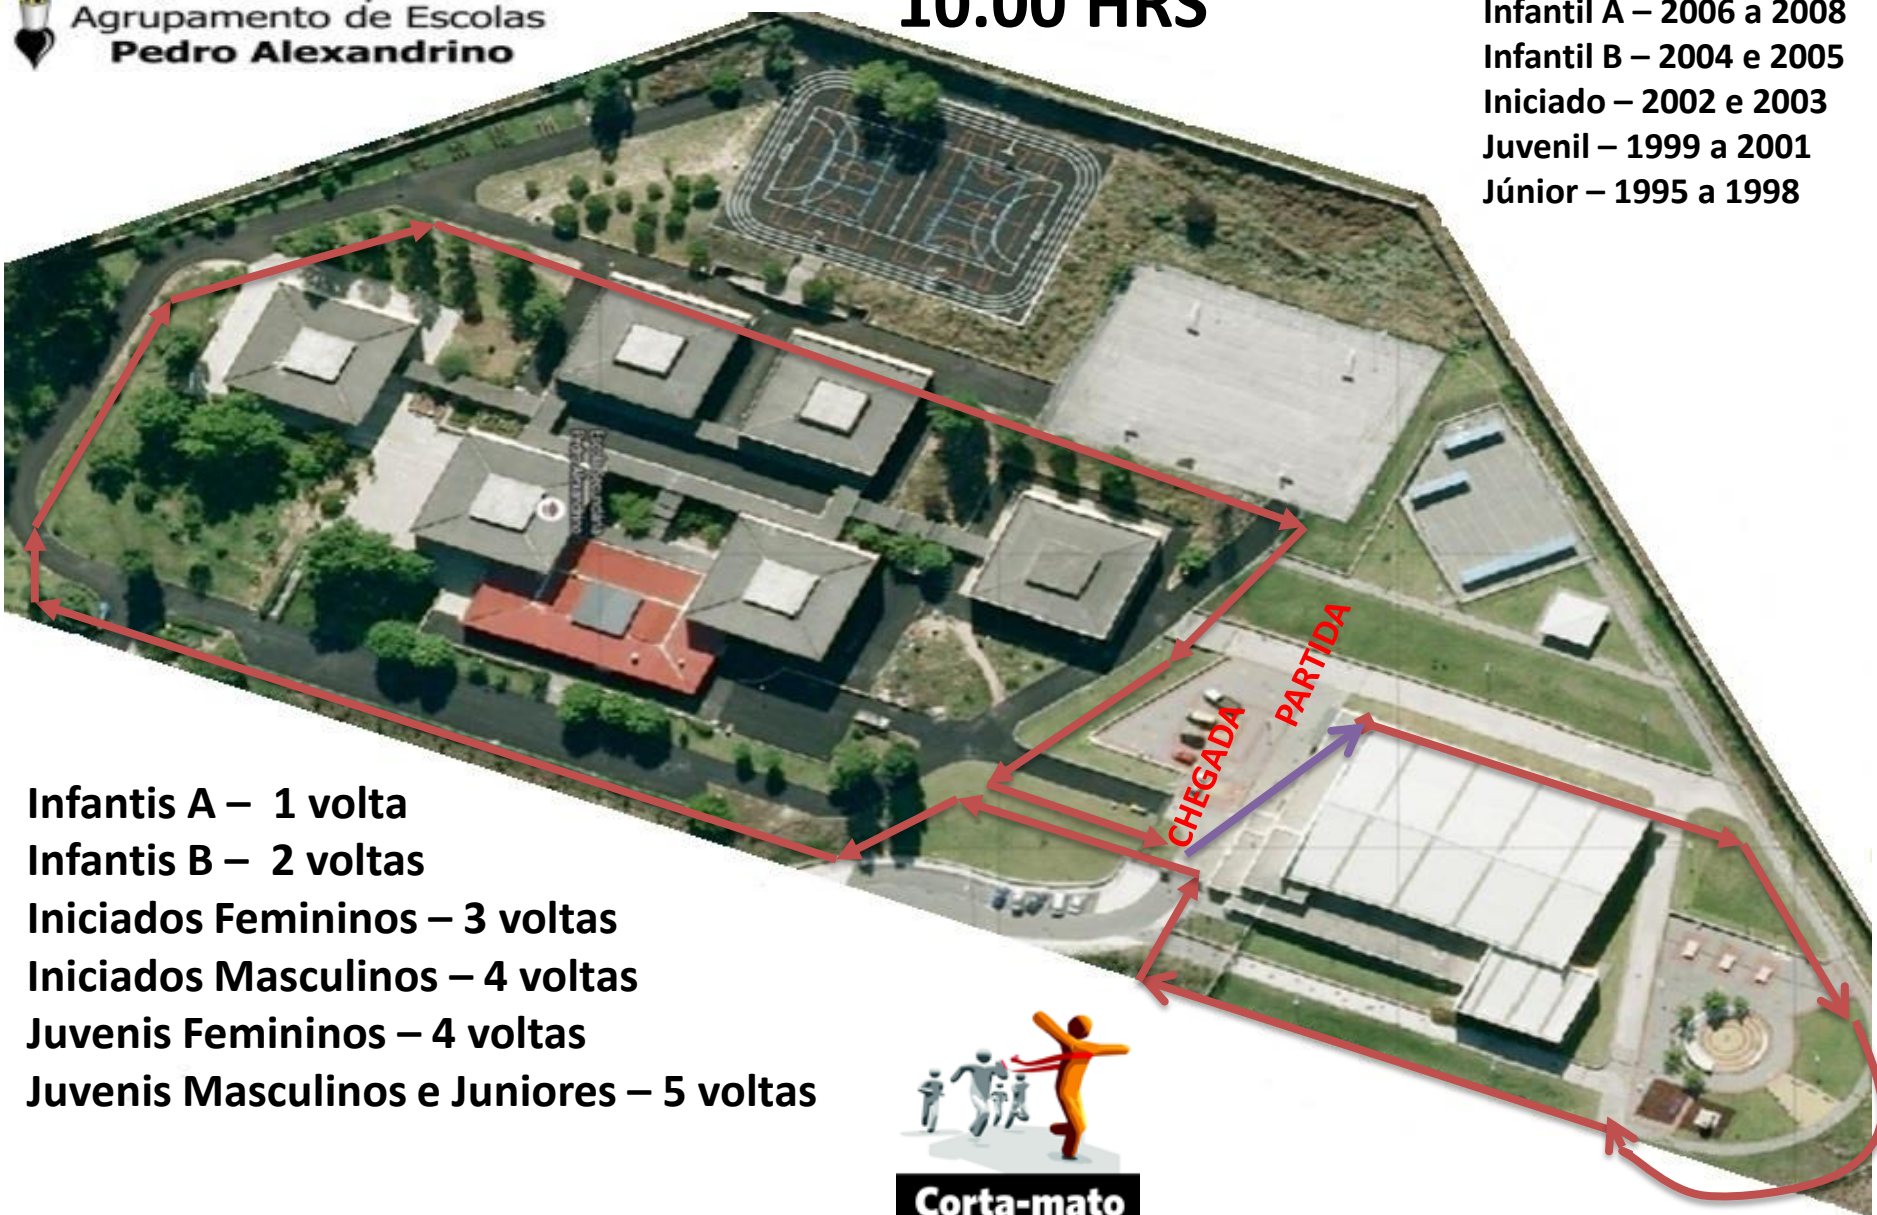 Agrupamento de Escolas
Pedro Alexandrino
10.00 HRS
Infantil A – 2006 a 2008
Infantil B – 2004 e 2005
Iniciado – 2002 e 2003
Juvenil – 1999 a 2001
Júnior – 1995 a 1998
PARTIDA
CHEGADA
Infantis A – 1 volta
Infantis B – 2 voltas
Iniciados Femininos – 3 voltas
Iniciados Masculinos – 4 voltas
Juvenis Femininos – 4 voltas
Juvenis Masculinos e Juniores – 5 voltas
Corta-mato